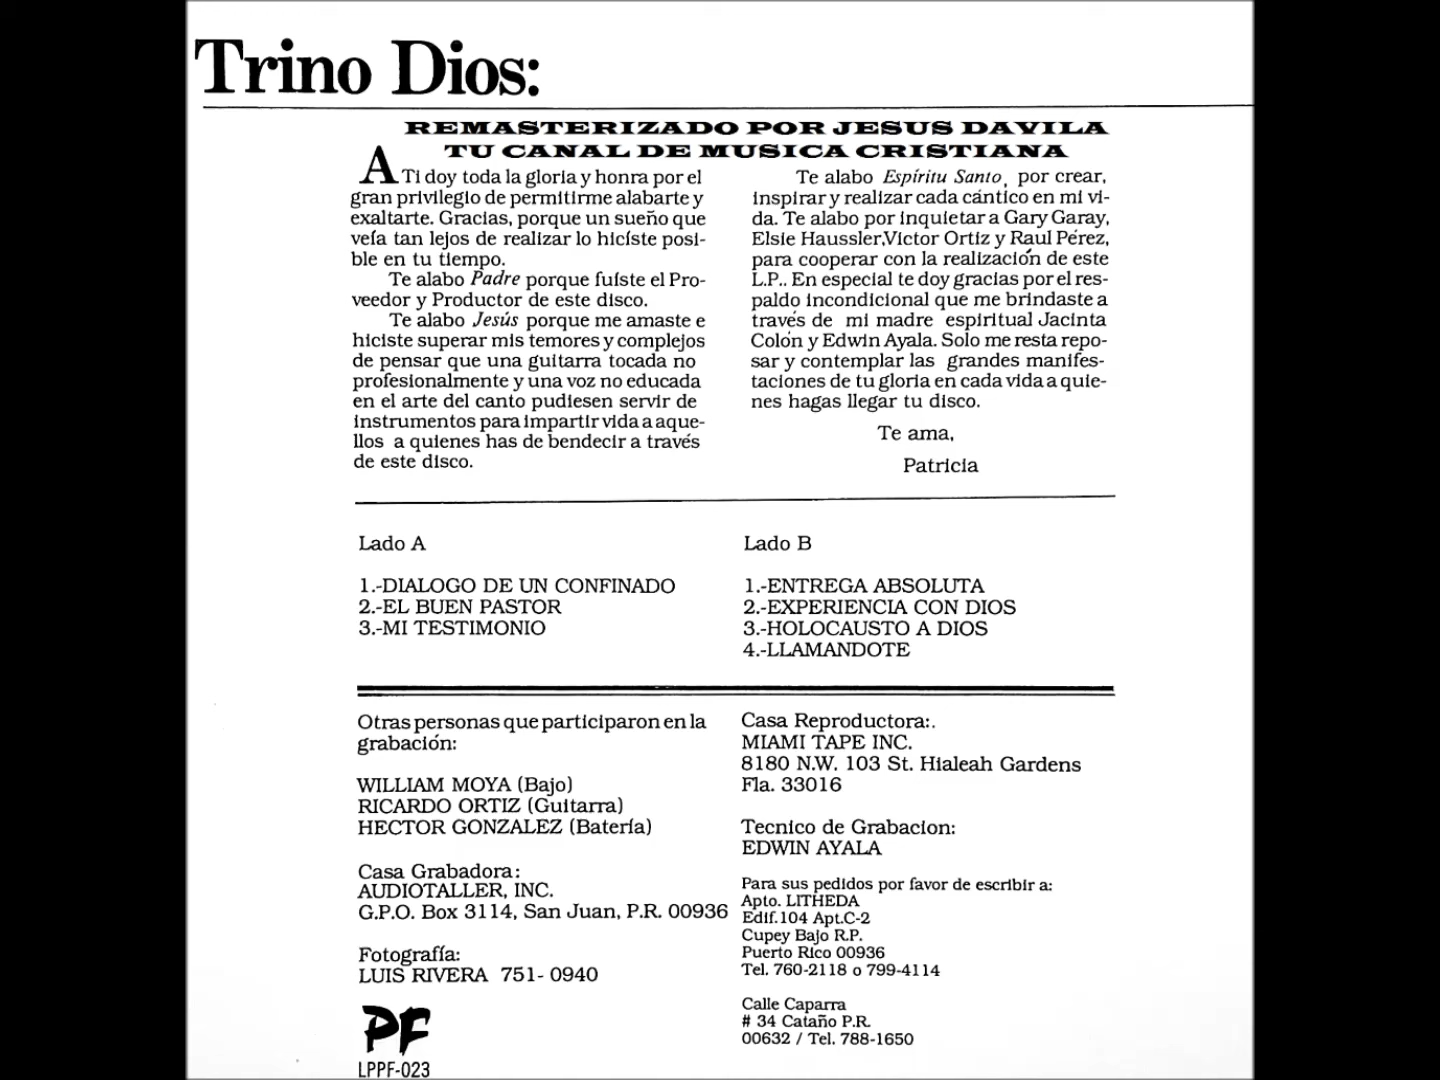 Trino Dios:
REMASTERIZADO POR JESUS DAVILA
TU CANAL DE MUSICA CRISTIANA
A Ti doy toda la gloria y honra por el
gran privilegio de permitirme alabarte y
exaltarte. Gracias, porque un sueño que
veía tan lejos de realizar lo hicíste posi-
ble en tu tiempo.
Te alabo Padre porque fuíste el Pro-
veedor y Productor de este disco.
Te alabo Jesús porque me amaste e
hiciste superar mis temores y complejos
de pensar que una guitarra tocada no
profesionalmente y una voz no educada
en el arte del canto pudiesen servir de
instrumentos para impartir vida a aque-
llos a quienes has de bendecir a través
de este disco.
Te alabo Espíritu Santo, por crear,
inspirar y realizar cada cántico en mi vi-
da. Te alabo por inquietar a Gary Garay,
Elsie Haussler,Victor Ortiz y Raul Pérez,
para cooperar con la realización de este
L.P.. En especial te doy gracias por el res-
paldo incondicional que me brindaste a
través de mi madre espiritual Jacinta
Colón y Edwin Ayala. Solo me resta repo-
sar y contemplar las grandes manifes-
taciones de tu gloria en cada vida a quie-
nes hagas llegar tu disco.
Te ama,
Patricia
Lado A
1.-DIALOGO DE UN CONFINADO
2.-EL BUEN PASTOR
3.-MI TESTIMONIO
Lado B
1.-ENTREGA ABSOLUTA
2.-EXPERIENCIA CON DIOS
3.-HOLOCAUSTO A DIOS
4.-LLAMANDOTE
Otras personas que participaron en la
grabación:
WILLIAM MOYA (Bajo)
RICARDO ORTIZ (Guitarra)
HECTOR GONZALEZ (Batería)
Casa Grabadora:
AUDIOTALLER, INC.
G.P.O. Box 3114, San Juan, P.R. 00936
Fotografía:
LUIS RIVERA 751- 0940
PF
LPPF-023
Casa Reproductora:.
MIAMI TAPE INC.
8180 N.W. 103 St. Hialeah Gardens
Fla. 33016
Tecnico de Grabacion:
EDWIN AYALA
Para sus pedidos por favor de escribir a:
Apto. LITHEDA
Edif.104 Apt.C-2
Cupey Bajo R.P.
Puerto Rico 00936
Tel. 760-2118 o 799-4114
Calle Caparra
# 34 Cataño P.R.
00632 / Tel. 788-1650